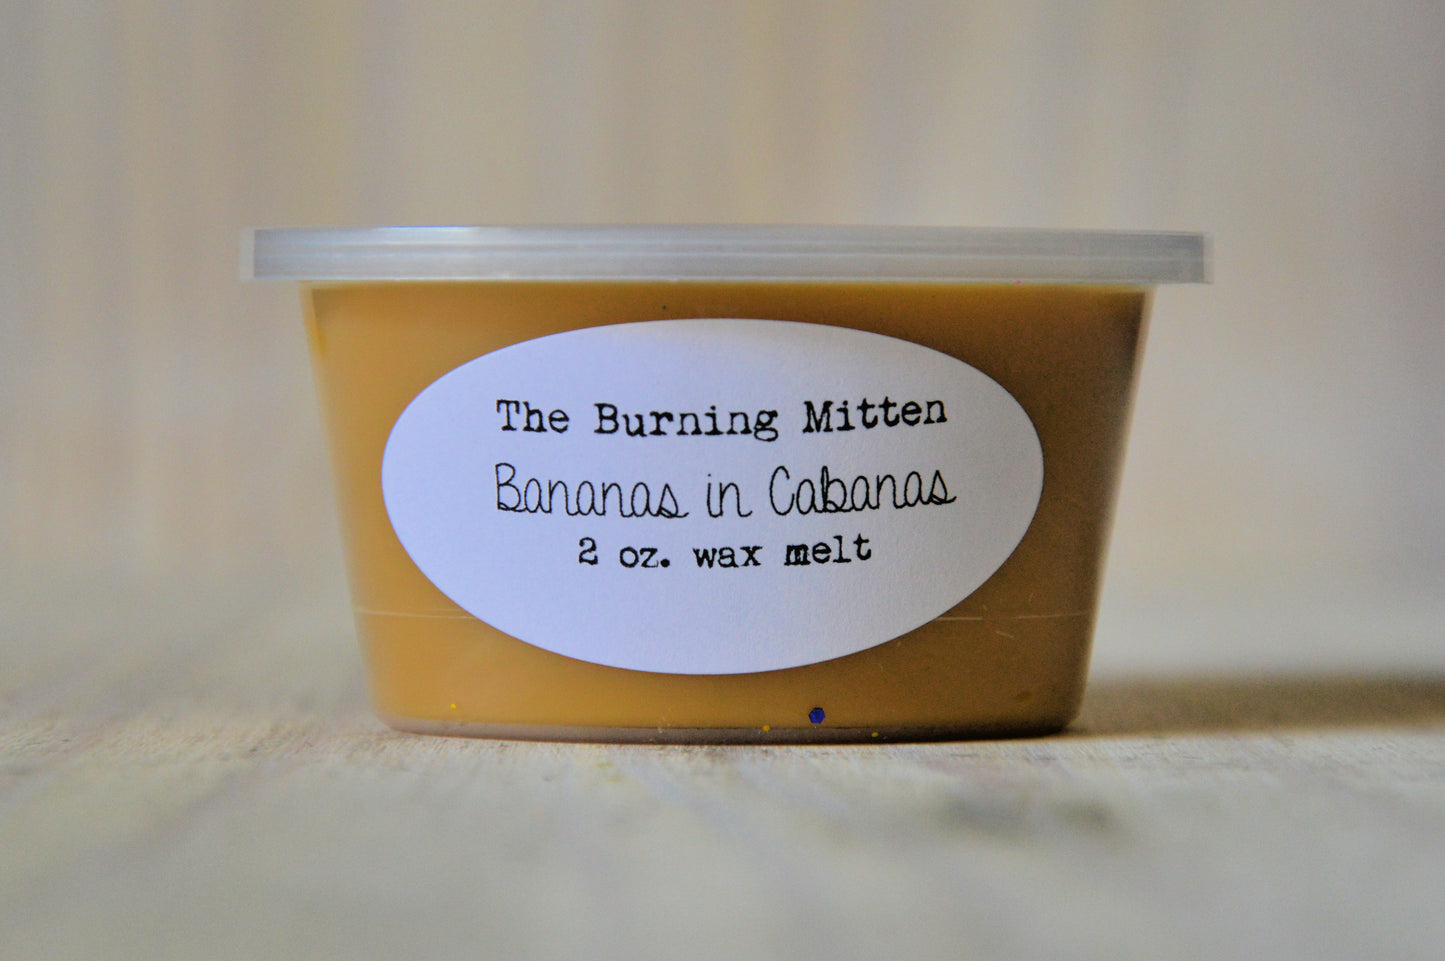 The Burning Mitten
Bananas in Cabanas
2 oz. wax melt